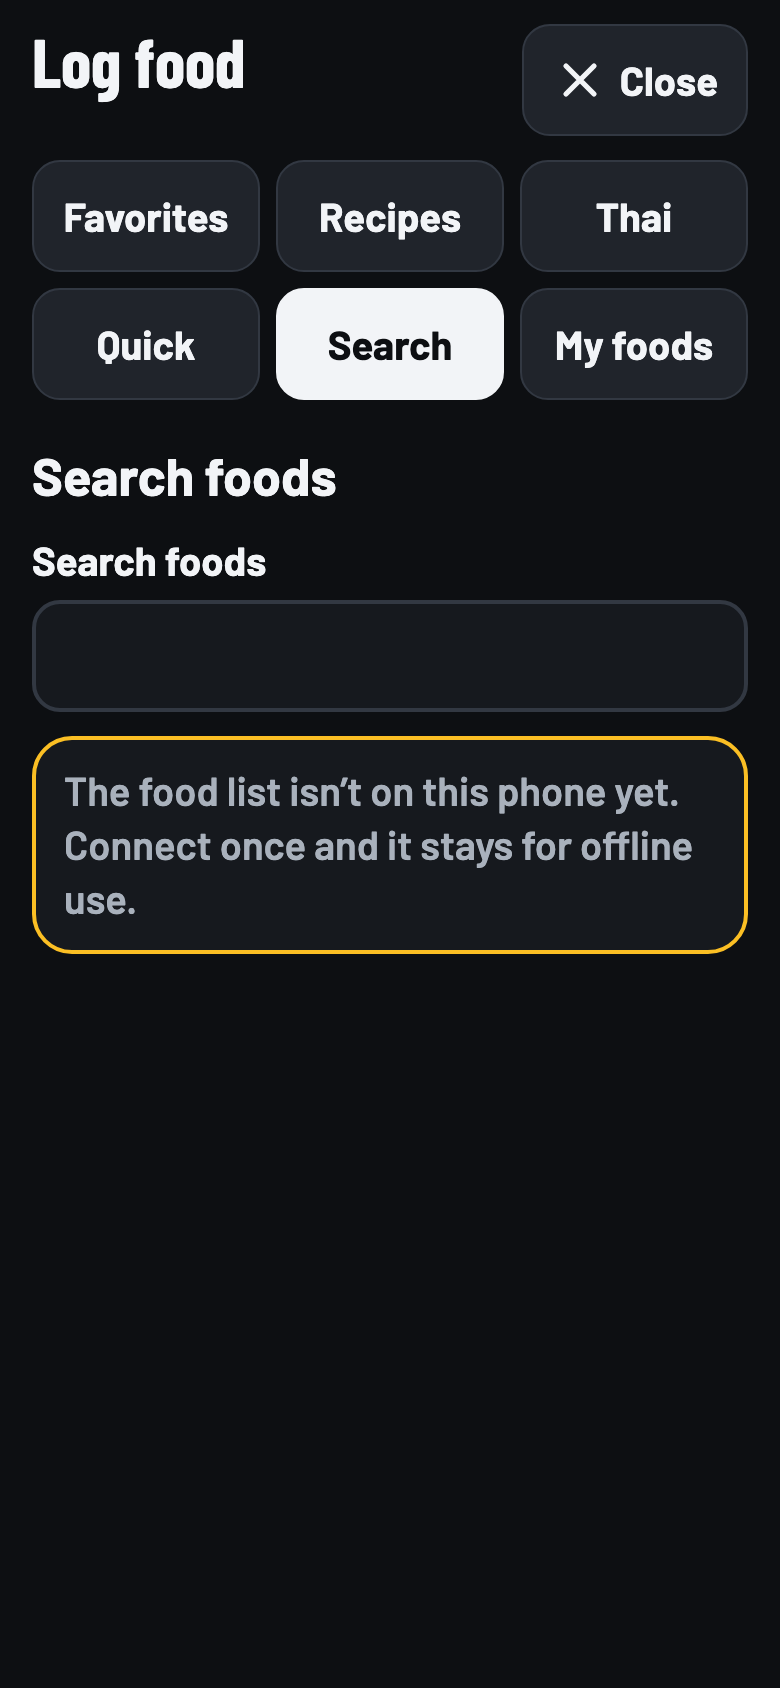 Log food
Close
Favorites
Recipes
Thai
Quick
Search
My foods
Search foods
Search foods
The food list isn’t on this phone yet.
Connect once and it stays for offline
use.